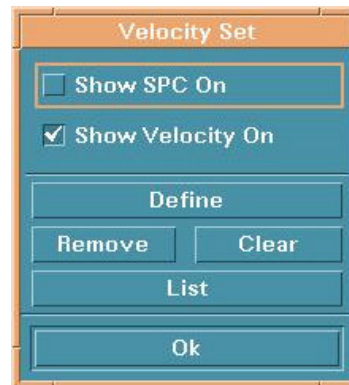 Velocity Set
Show SPC On
Show Velocity On
Define
Remove Clear
List
Ok